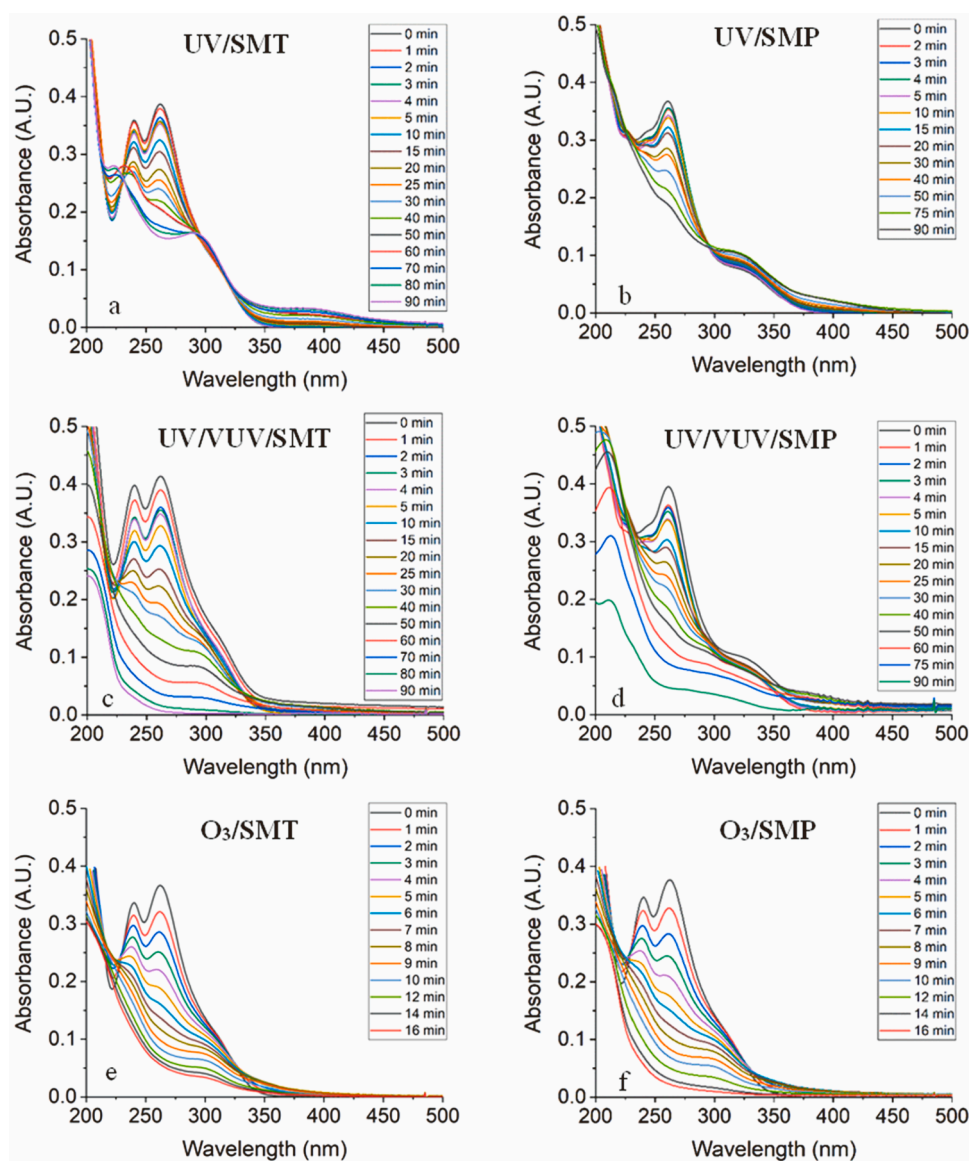 UV/SMT
Absorbance (A.U.)
0.5
0.4
0.3
0.2
0.1
0.0
0 min
1 min
2 min
3 min
4 min
5 min
10 min
15 min
20 min
25 min
30 min
40 min
50 min
60 min
70 min
80 min
90 min
a
200 250 300 350 400 450 500
Wavelength (nm)
UV/SMP
Absorbance (A.U.)
0.5
0.4
0.3
0.2
0.1
0.0
0 min
2 min
3 min
4 min
5 min
10 min
15 min
20 min
30 min
40 min
50 min
75 min
90 min
b
200 250 300 350 400 450 500
Wavelength (nm)
UV/VUV/SMT
Absorbance (A.U.)
0.5
0.4
0.3
0.2
0.1
0.0
0 min
1 min
2 min
3 min
4 min
5 min
10 min
15 min
20 min
25 min
30 min
40 min
50 min
60 min
70 min
80 min
90 min
c
200 250 300 350 400 450 500
Wavelength (nm)
UV/VUV/SMP
Absorbance (A.U.)
0.5
0.4
0.3
0.2
0.1
0.0
0 min
1 min
2 min
3 min
4 min
5 min
10 min
15 min
20 min
25 min
30 min
40 min
50 min
60 min
75 min
90 min
d
200 250 300 350 400 450 500
Wavelength (nm)
O₃/SMT
Absorbance (A.U.)
0.5
0.4
0.3
0.2
0.1
0.0
0 min
1 min
2 min
3 min
4 min
5 min
6 min
7 min
8 min
9 min
10 min
12 min
14 min
16 min
e
200 250 300 350 400 450 500
Wavelength (nm)
O₃/SMP
Absorbance (A.U.)
0.5
0.4
0.3
0.2
0.1
0.0
0 min
1 min
2 min
3 min
4 min
5 min
6 min
7 min
8 min
9 min
10 min
12 min
14 min
16 min
f
200 250 300 350 400 450 500
Wavelength (nm)